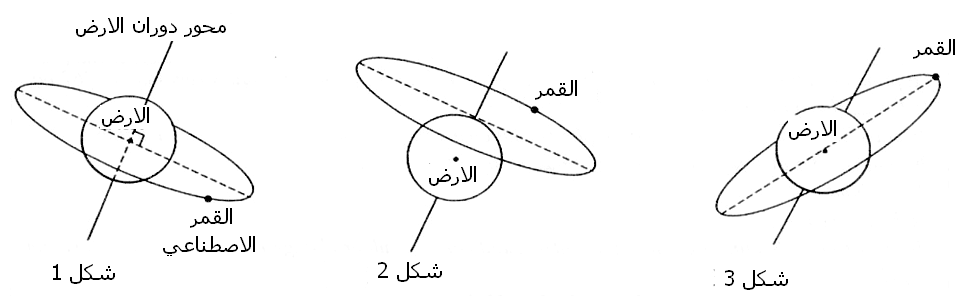 محور دوران الارض
الارض
القمر
الاصطناعي
شكل 1
القمر
الارض
شكل 2
القمر
الارض
شكل 3